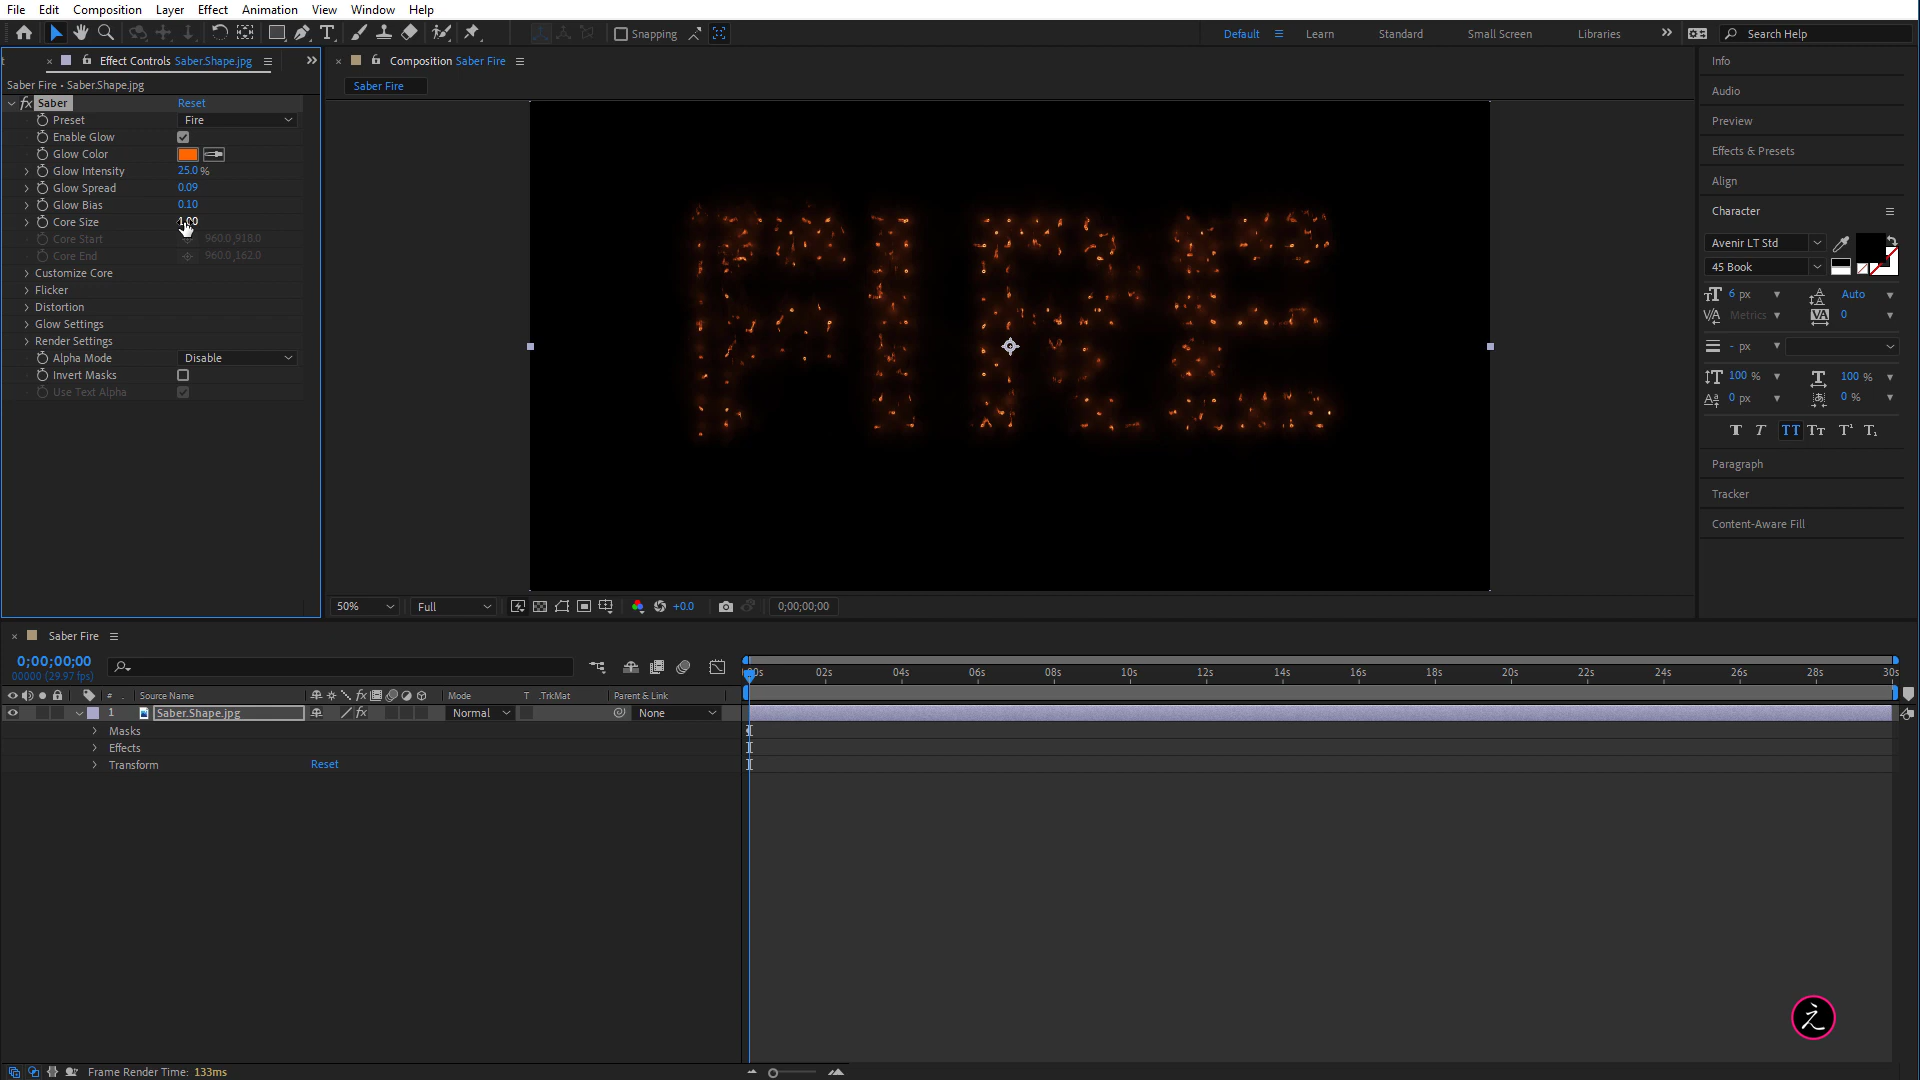 File Edit Composition Layer Effect Animation View Window Help
Snapping
Default Learn Standard Small Screen Libraries Search Help
Effect Controls Saber.Shape.jpg
Saber Fire • Saber.Shape.jpg
fx Saber Reset
Preset Fire
Enable Glow
Glow Color
Glow Intensity 25.0 %
Glow Spread 0.09
Glow Bias 0.10
Core Size
Core Start 960.0,918.0
Core End 960.0,162.0
Customize Core
Flicker
Distortion
Glow Settings
Render Settings
Alpha Mode Disable
Invert Masks
Use Text Alpha
Composition Saber Fire
Saber Fire
FIRE
50% Full +0.0 0;00;00;00
Info
Audio
Preview
Effects & Presets
Align
Character
Avenir LT Std
45 Book
6 px Auto
Metrics 0
- px
100 % 100 %
0 px 0 %
Paragraph
Tracker
Content-Aware Fill
Saber Fire
0;00;00;00
00000 (29.97 fps)
02s 04s 06s 08s 10s 12s 14s 16s 18s 20s 22s 24s 26s 28s 30s
# Source Name Mode T .TrkMat Parent & Link
1 Saber.Shape.jpg Normal None
Masks
Effects
Transform Reset
Frame Render Time: 133ms